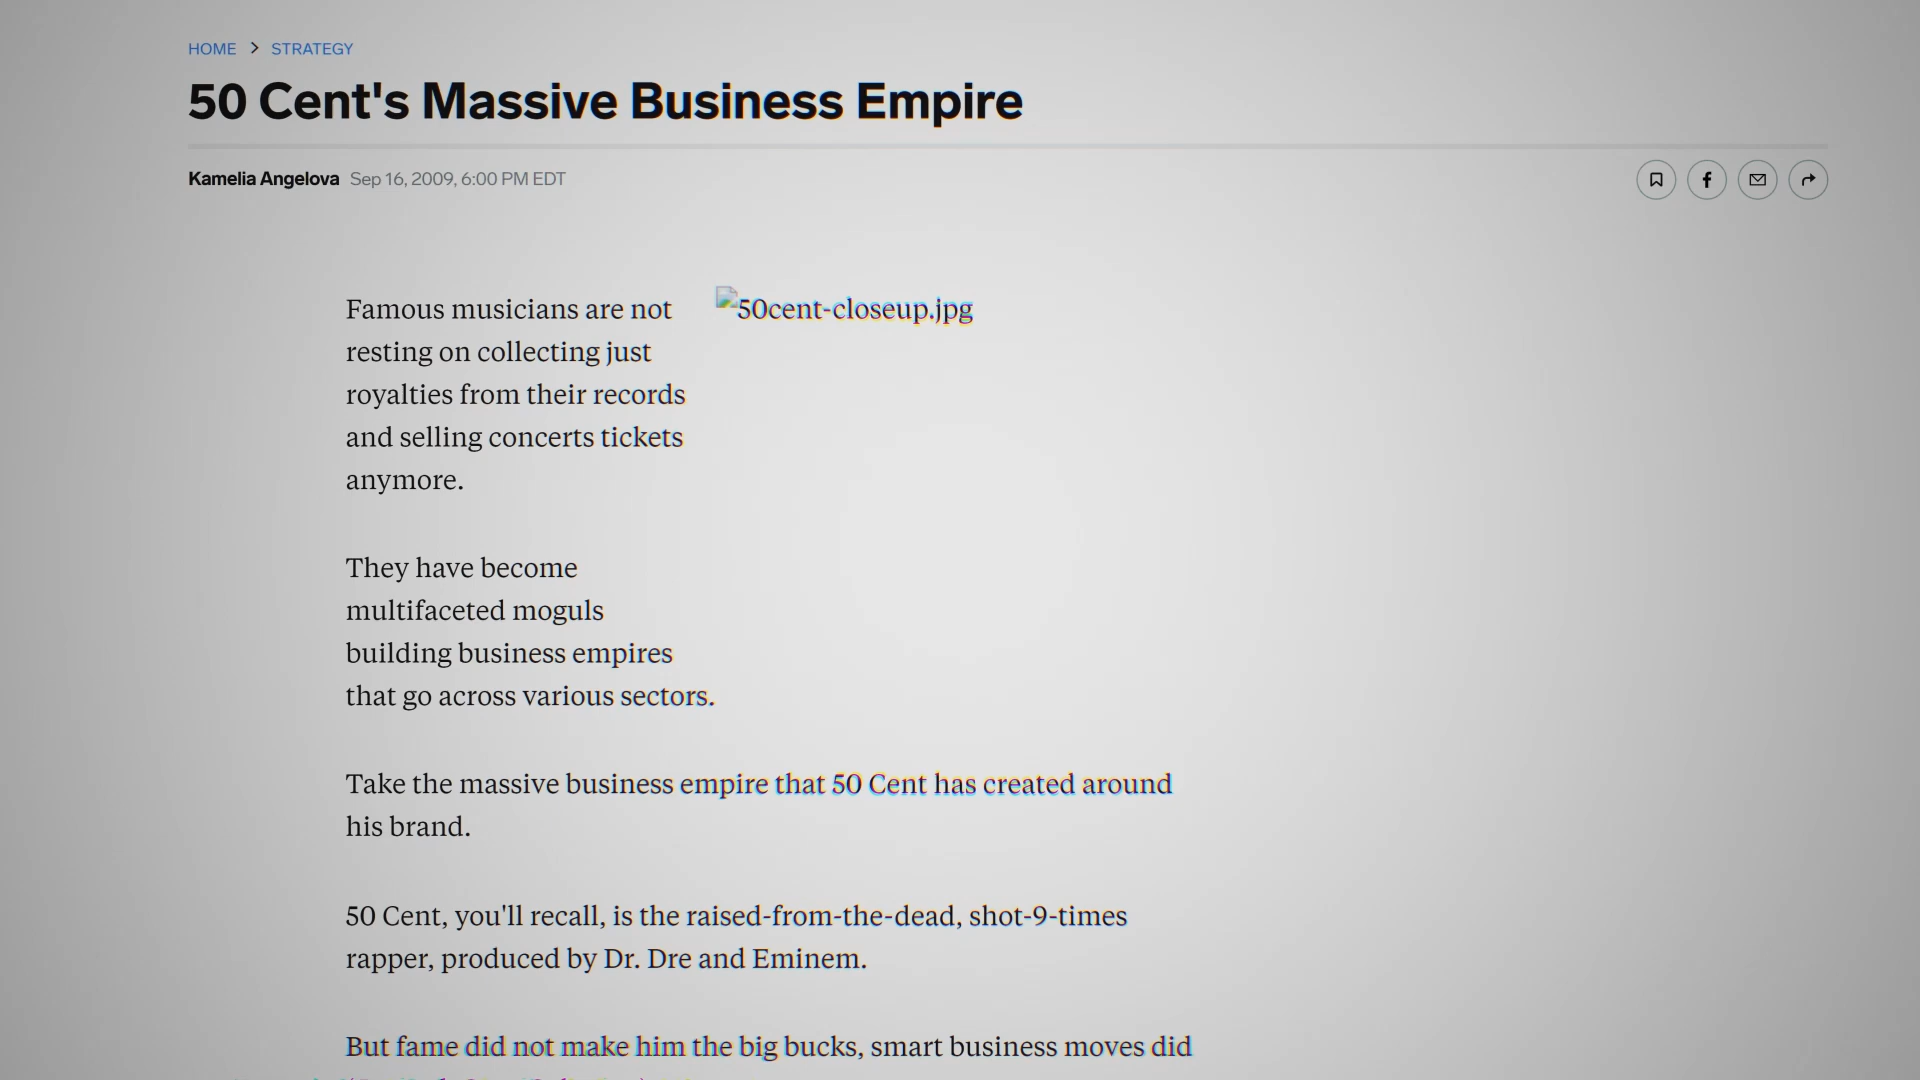 HOME > STRATEGY
50 Cent's Massive Business Empire
Kamelia Angelova Sep 16, 2009, 6:00 PM EDT
Famous musicians are not
50cent-closeup.jpg
resting on collecting just
royalties from their records
and selling concerts tickets
anymore.
They have become
multifaceted moguls
building business empires
that go across various sectors.
Take the massive business empire that 50 Cent has created around
his brand.
50 Cent, you'll recall, is the raised-from-the-dead, shot-9-times
rapper, produced by Dr. Dre and Eminem.
But fame did not make him the big bucks, smart business moves did